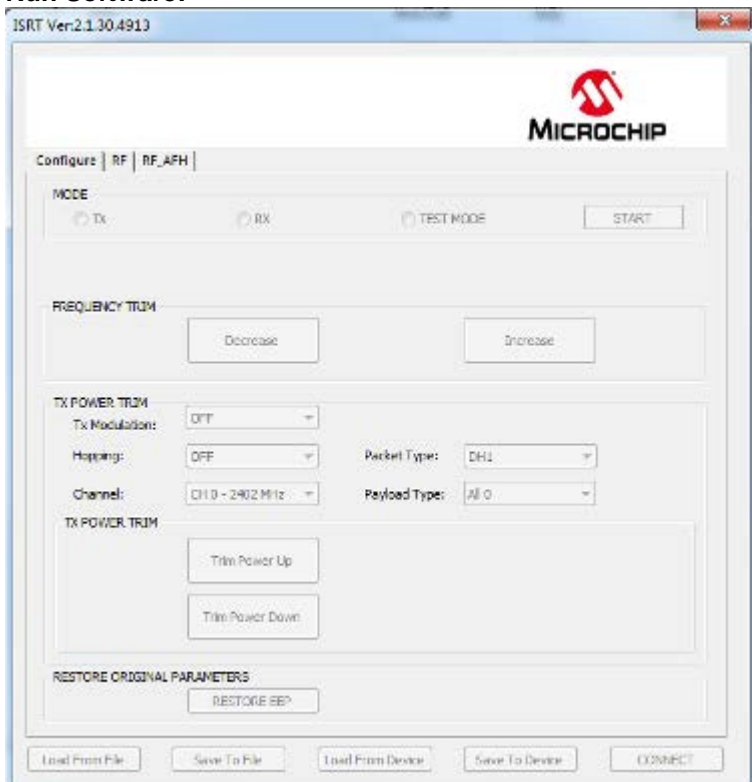 Run Software:
ISRT Ver:2.1.30.4913
MICROCHIP
Configure RF RF_AFH
MODE
TX RX TEST MODE START
FREQUENCY TRIM
Decrease Increase
TX POWER TRIM
Tx Modulation: OFF
Hopping: OFF Packet Type: DH1
Channel: CH 0 - 2402 MHz Payload Type: All 0
TX POWER TRIM
Trim Power Up
Trim Power Down
RESTORE ORIGINAL PARAMETERS
RESTORE EEP
Load From File Save To File Load From Device Save To Device CONNECT